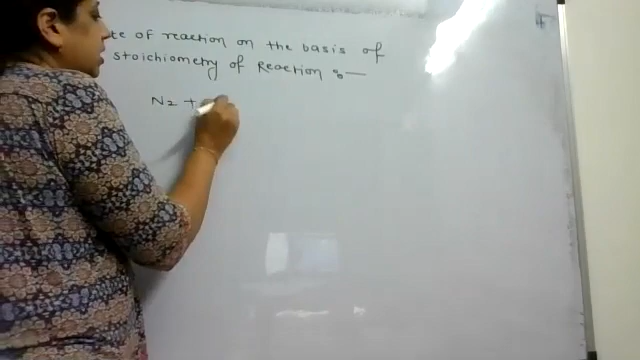 te of reaction on the basis of
stoichiometry of Reaction :—
N2 +